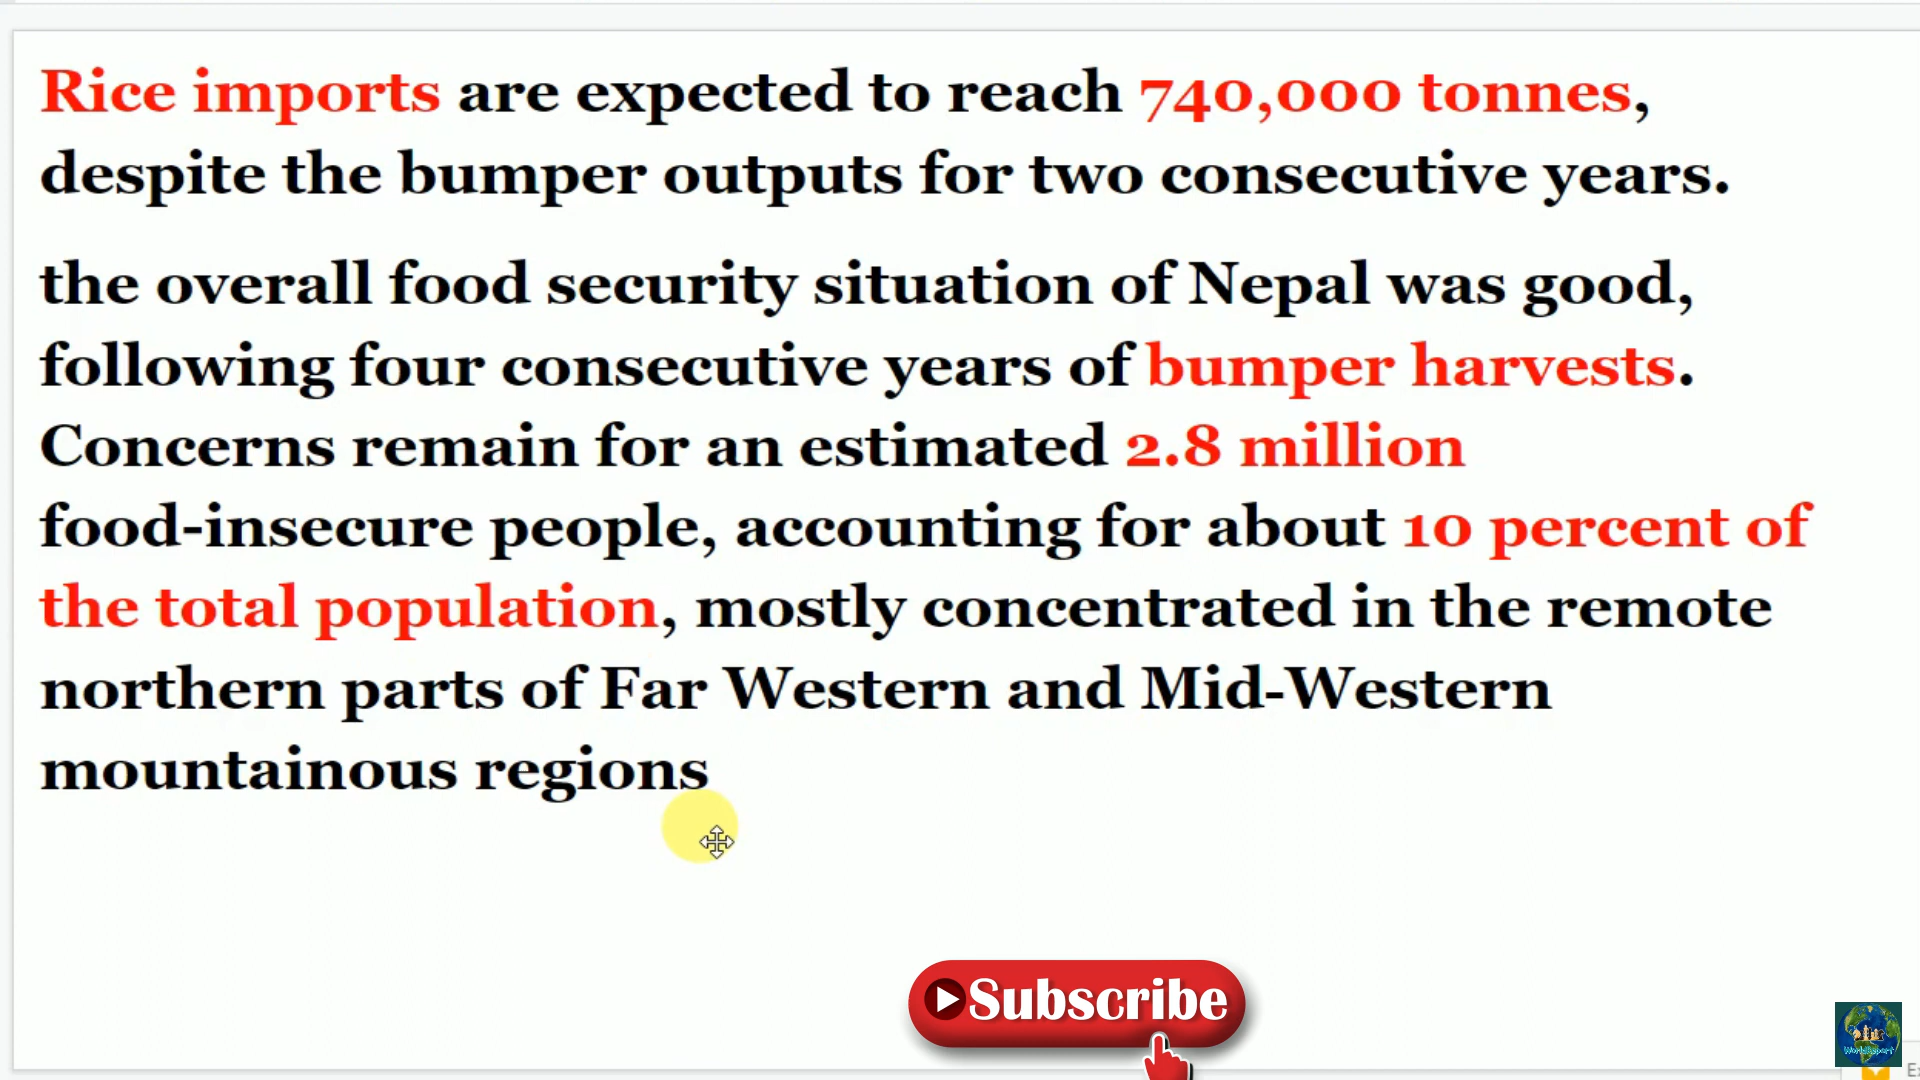 Rice imports are expected to reach 740,000 tonnes,
despite the bumper outputs for two consecutive years.
the overall food security situation of Nepal was good,
following four consecutive years of bumper harvests.
Concerns remain for an estimated 2.8 million
food-insecure people, accounting for about 10 percent of
the total population, mostly concentrated in the remote
northern parts of Far Western and Mid-Western
mountainous regions
Subscribe